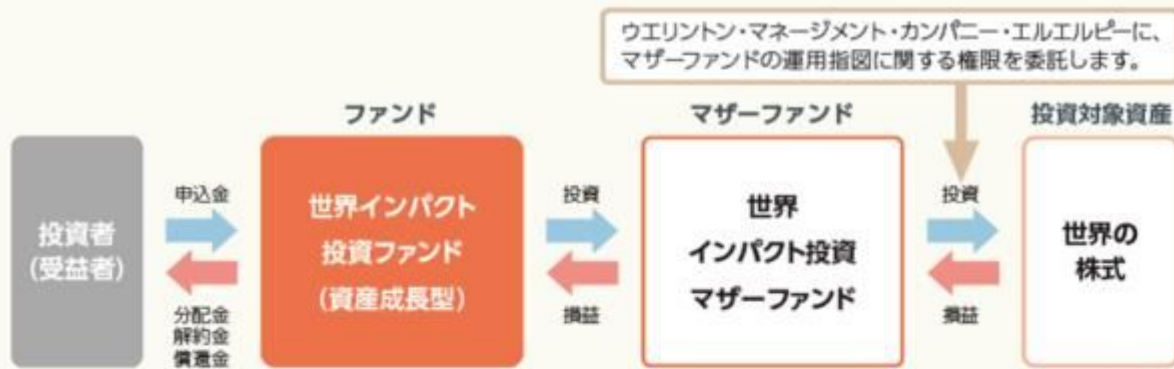 ウエリントン・マネージメント・カンパニー・エルエルピーに、
マザーファンドの運用指図に関する権限を委託します。
ファンド
マザーファンド
投資対象資産
投資者
(受益者)
申込金
分配金
解約金
償還金
世界インパクト
投資ファンド
(資産成長型)
投資
損益
世界
インパクト投資
マザーファンド
投資
損益
世界の
株式